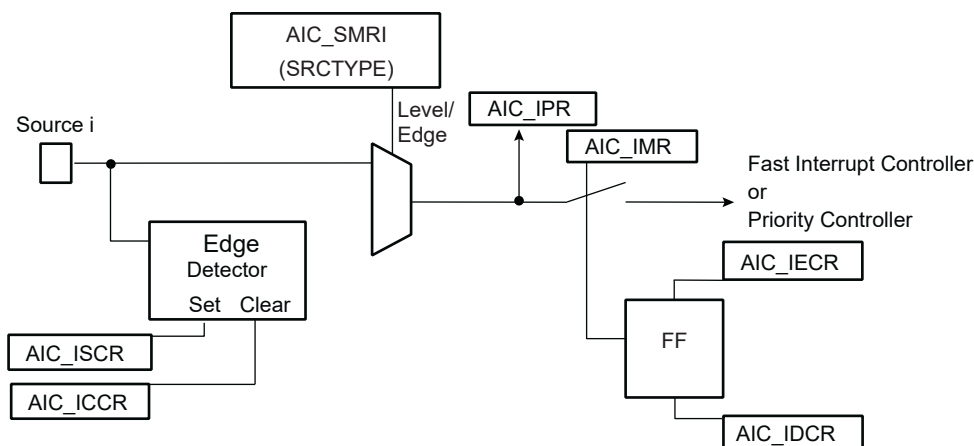 AIC_SMRI
(SRCTYPE)
Level/
Edge
Source i
AIC_IPR
AIC_IMR
Fast Interrupt Controller
or
Priority Controller
Edge
Detector
Set Clear
AIC_IECR
FF
AIC_ISCR
AIC_ICCR
AIC_IDCR